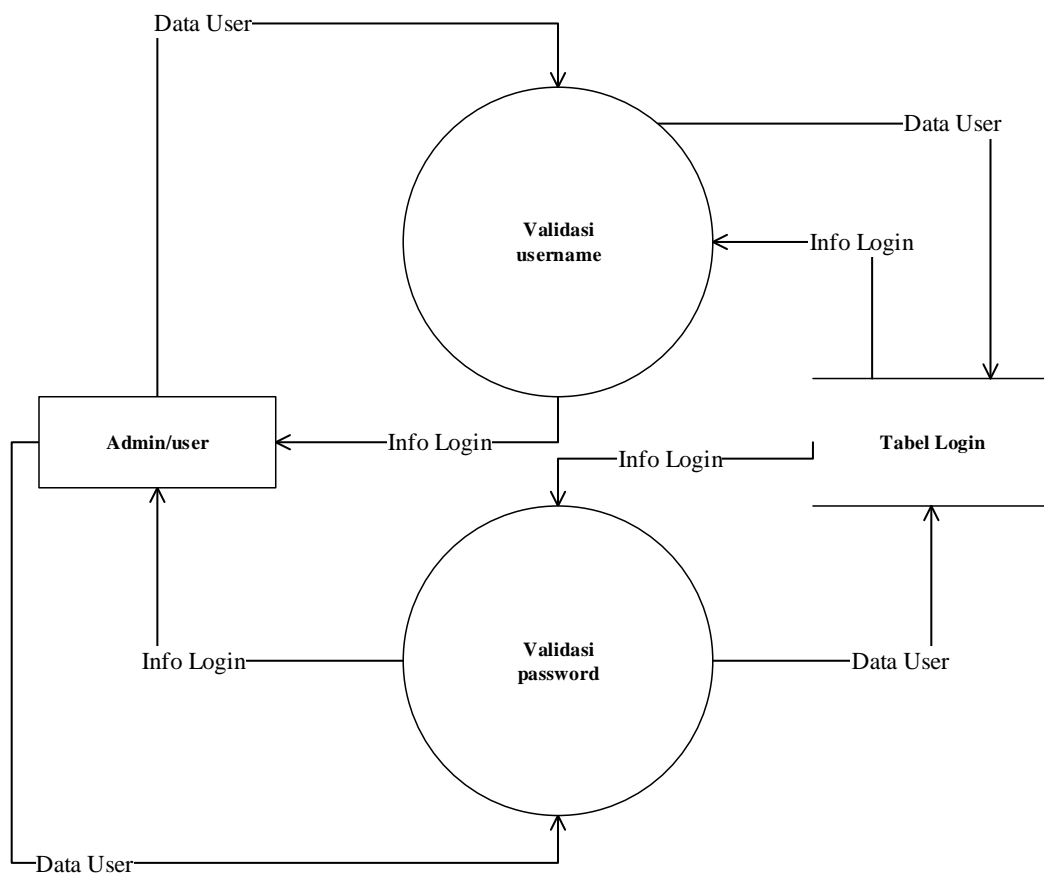 Data User
Data User
Validasi
username
Info Login
Admin/user
Info Login
Info Login
Tabel Login
Validasi
password
Info Login
Data User
Data User